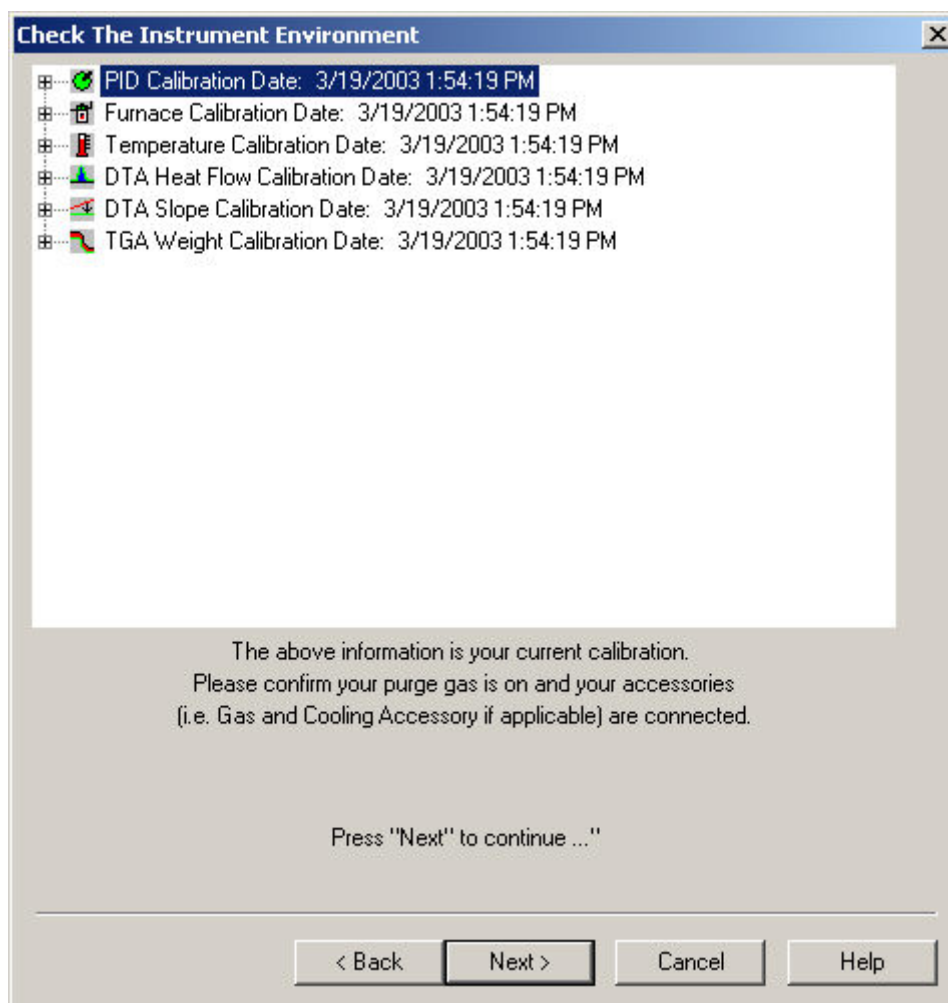 Check The Instrument Environment
PID Calibration Date: 3/19/2003 1:54:19 PM
Furnace Calibration Date: 3/19/2003 1:54:19 PM
Temperature Calibration Date: 3/19/2003 1:54:19 PM
DTA Heat Flow Calibration Date: 3/19/2003 1:54:19 PM
DTA Slope Calibration Date: 3/19/2003 1:54:19 PM
TGA Weight Calibration Date: 3/19/2003 1:54:19 PM
The above information is your current calibration.
Please confirm your purge gas is on and your accessories
(i.e. Gas and Cooling Accessory if applicable) are connected.
Press "Next" to continue ..."
< Back Next > Cancel Help